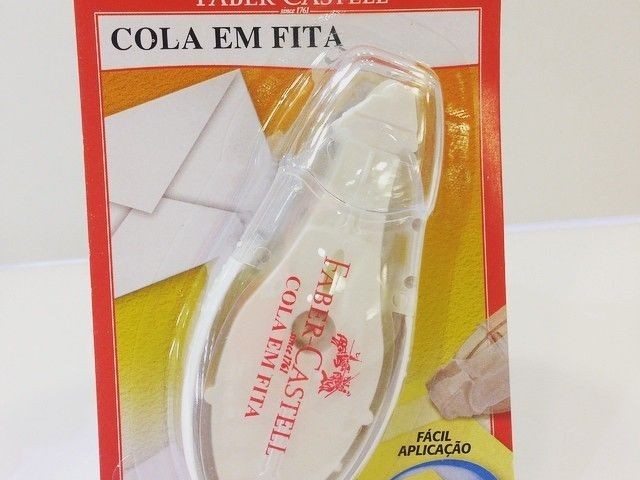 FABER CASTELL
since 1761
COLA EM FITA
FABER-CASTELL
since 1761
COLA EM FITA
FÁCIL
APLICAÇÃO